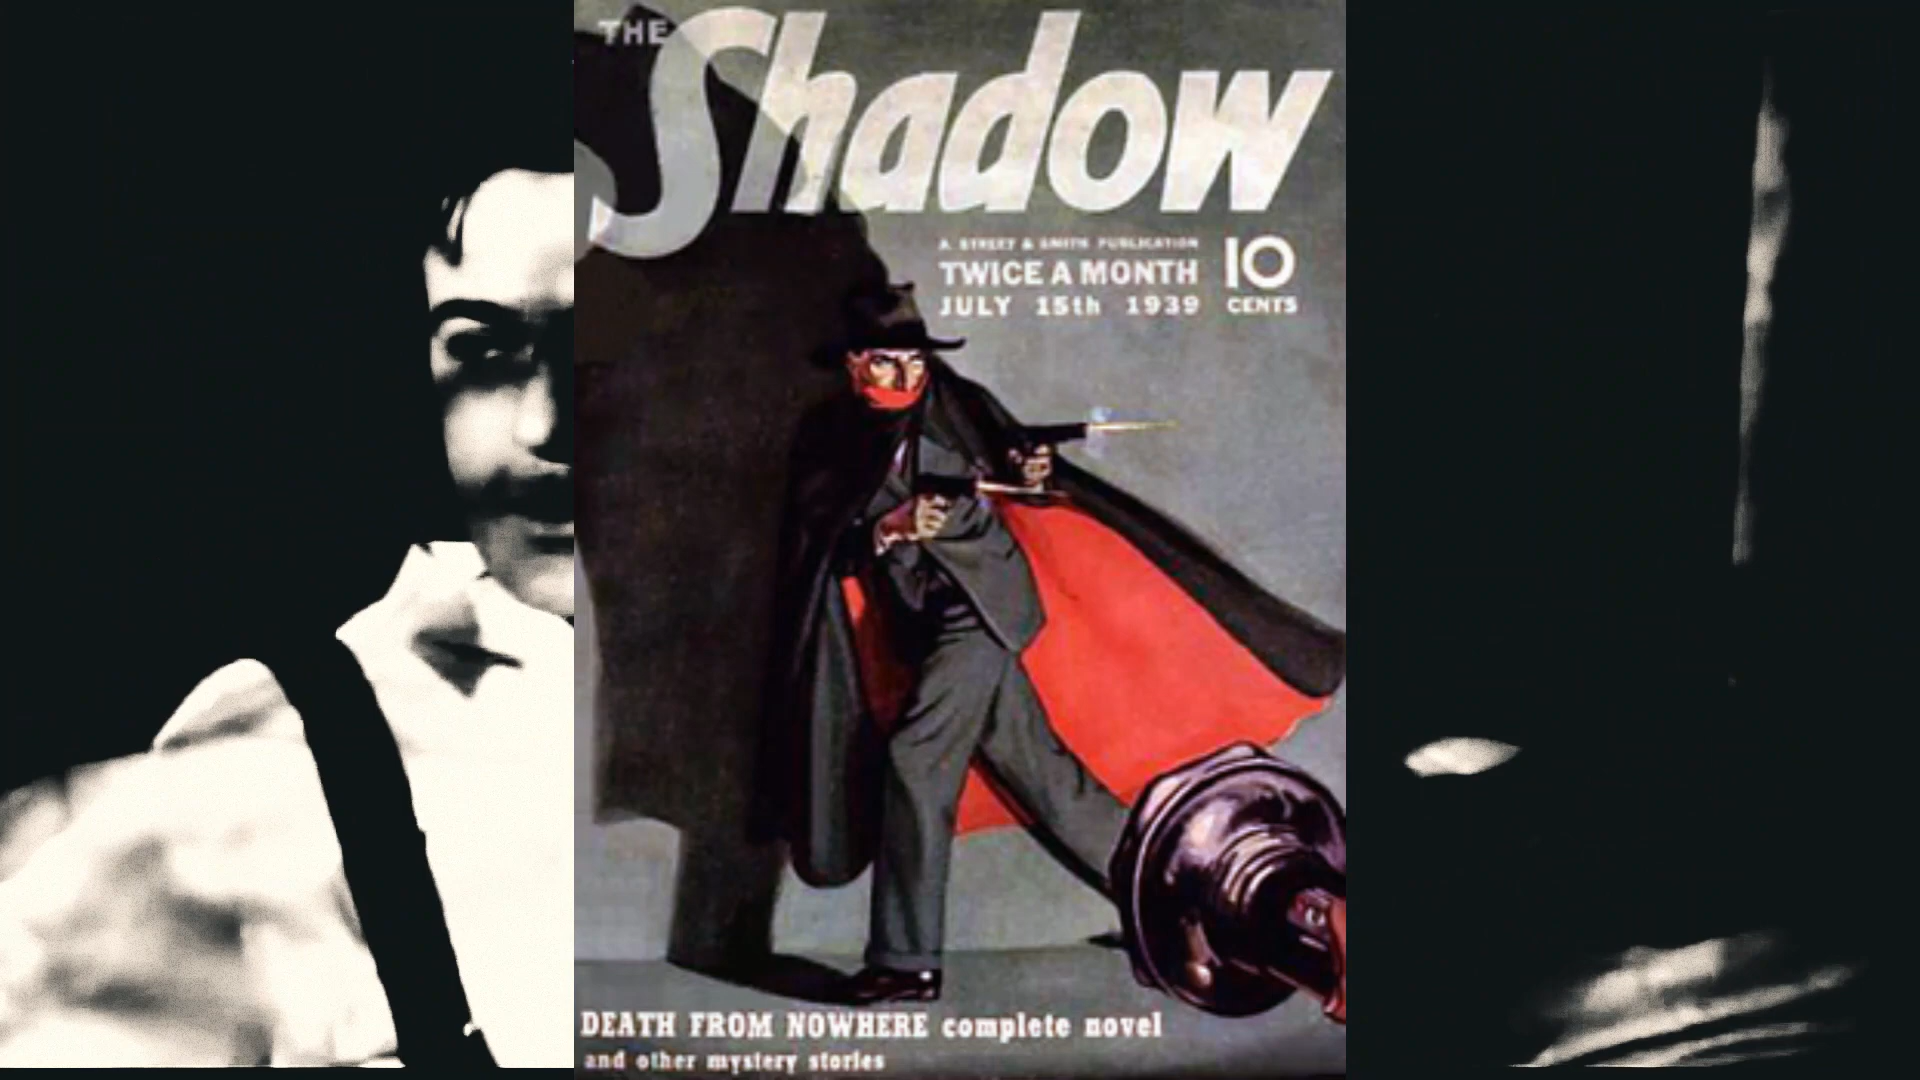 THE
Shadow
A STREET & SMITH PUBLICATION
TWICE A MONTH
JULY 15th 1939
10
CENTS
DEATH FROM NOWHERE complete novel
and other mystery stories